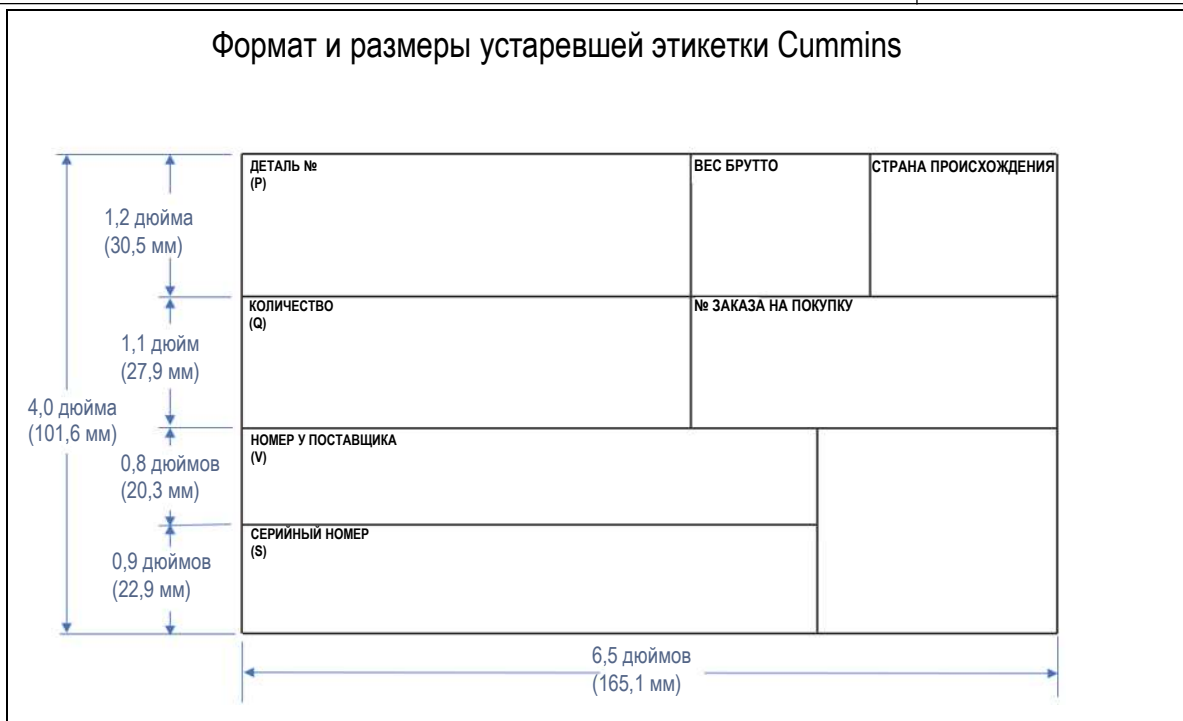 Формат и размеры устаревшей этикетки Cummins
ДЕТАЛЬ №
(P)
ВЕС БРУТТО
СТРАНА ПРОИСХОЖДЕНИЯ
1,2 дюйма
(30,5 мм)
КОЛИЧЕСТВО
(Q)
№ ЗАКАЗА НА ПОКУПКУ
1,1 дюйм
(27,9 мм)
4,0 дюйма
(101,6 мм)
НОМЕР У ПОСТАВЩИКА
(V)
0,8 дюймов
(20,3 мм)
СЕРИЙНЫЙ НОМЕР
(S)
0,9 дюймов
(22,9 мм)
6,5 дюймов
(165,1 мм)